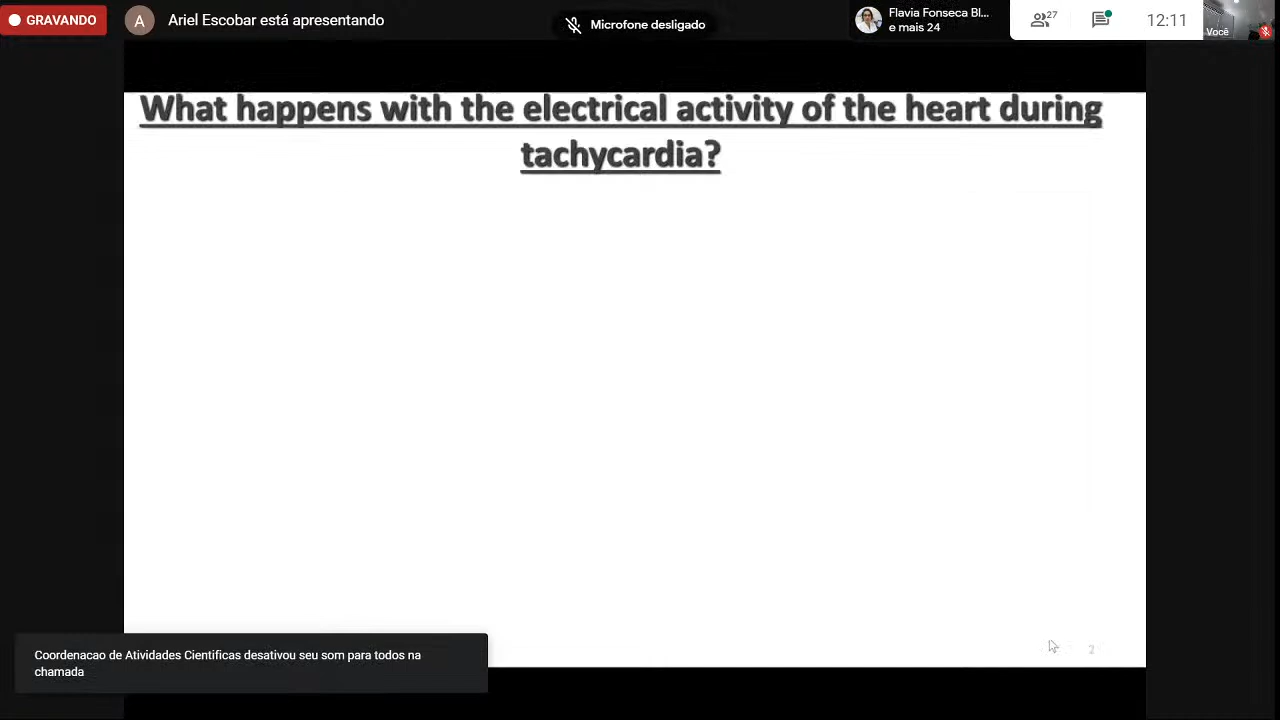 GRAVANDO
A
Ariel Escobar está apresentando
Microfone desligado
Flavia Fonseca Bl...
e mais 24
27
12:11
Você
What happens with the electrical activity of the heart during
tachycardia?
Coordenacao de Atividades Cientificas desativou seu som para todos na
chamada
2